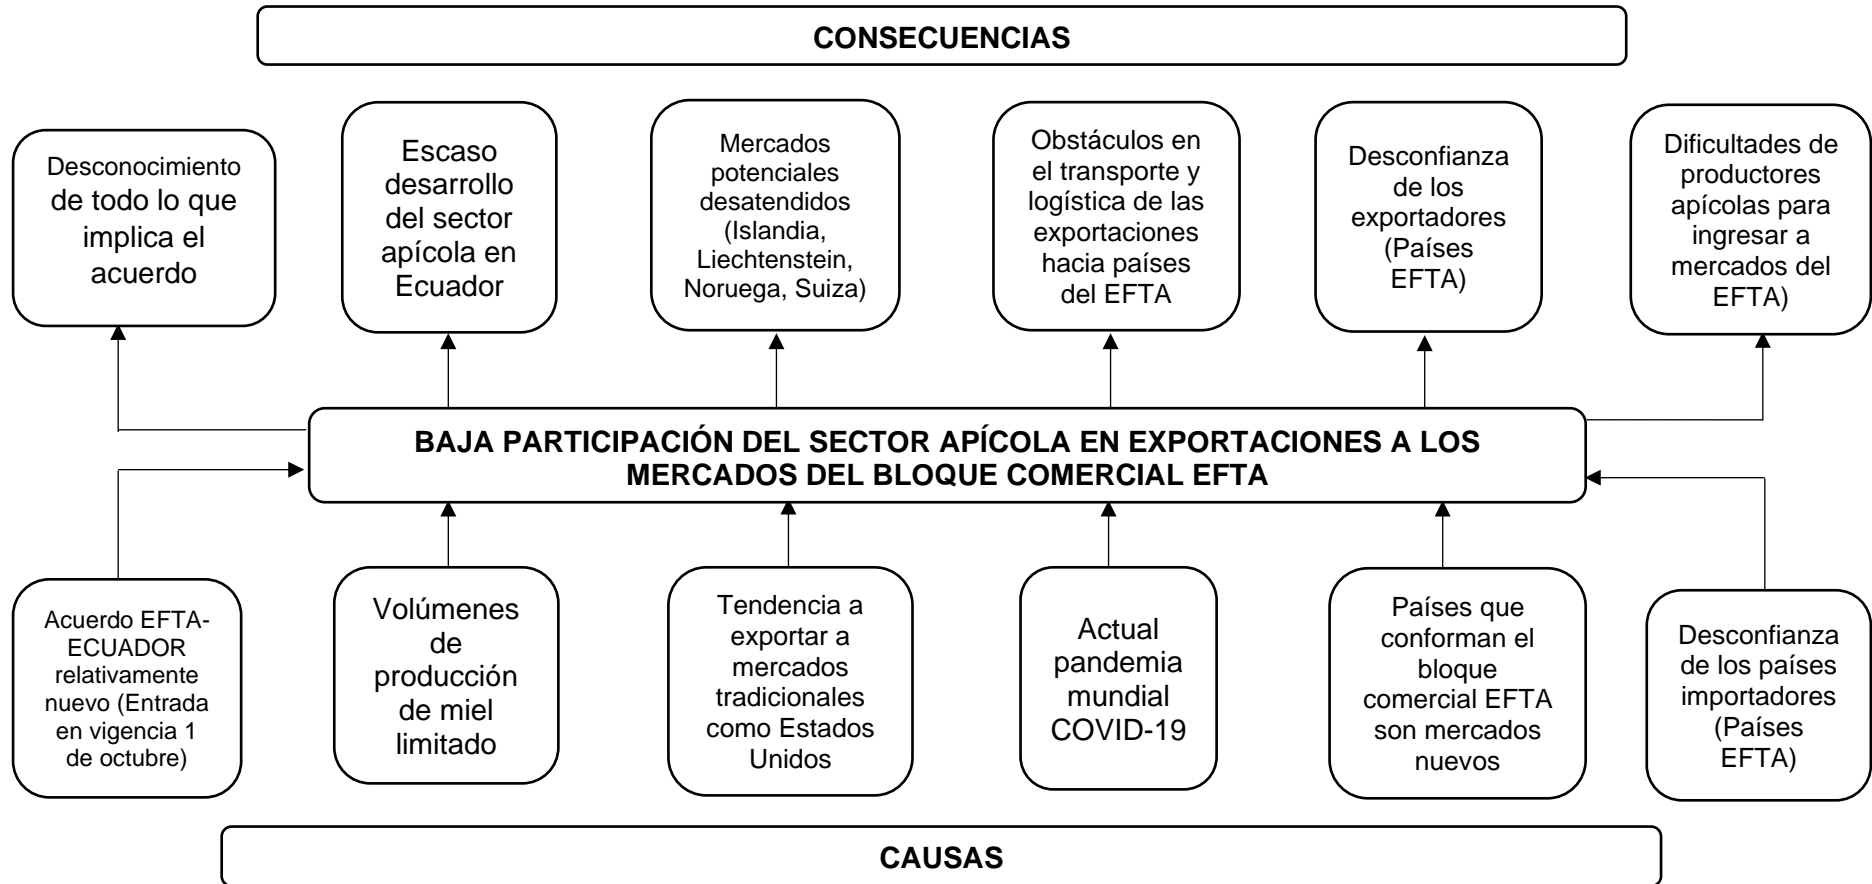 CONSECUENCIAS
Desconocimiento
de todo lo que
implica el
acuerdo
Escaso
desarrollo
del sector
apícola en
Ecuador
Mercados
potenciales
desatendidos
(Islandia,
Liechtenstein,
Noruega, Suiza)
Obstáculos en
el transporte y
logística de las
exportaciones
hacia países
del EFTA
Desconfianza
de los
exportadores
(Países
EFTA)
Dificultades de
productores
apícolas para
ingresar a
mercados del
EFTA)
BAJA PARTICIPACIÓN DEL SECTOR APÍCOLA EN EXPORTACIONES A LOS
MERCADOS DEL BLOQUE COMERCIAL EFTA
Acuerdo EFTA-
ECUADOR
relativamente
nuevo (Entrada
en vigencia 1
de octubre)
Volúmenes
de
producción
de miel
limitado
Tendencia a
exportar a
mercados
tradicionales
como Estados
Unidos
Actual
pandemia
mundial
COVID-19
Países que
conforman el
bloque
comercial EFTA
son mercados
nuevos
Desconfianza
de los países
importadores
(Países
EFTA)
CAUSAS